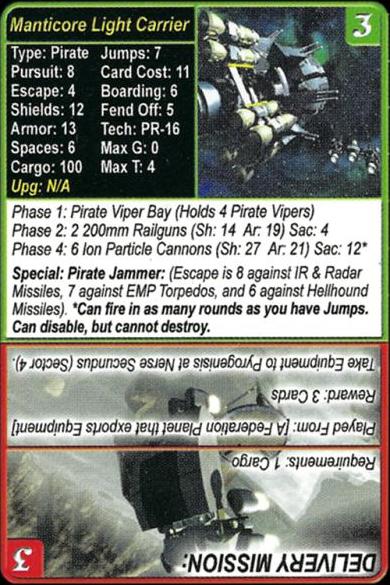 Manticore Light Carrier
3
Type: Pirate Jumps: 7
Pursuit: 8 Card Cost: 11
Escape: 4 Boarding: 6
Shields: 12 Fend Off: 5
Armor: 13 Tech: PR-16
Spaces: 6 Max G: 0
Cargo: 100 Max T: 4
Upg: N/A
Phase 1: Pirate Viper Bay (Holds 4 Pirate Vipers)
Phase 2: 2 200mm Railguns (Sh: 14 Ar: 19) Sac: 4
Phase 4: 6 Ion Particle Cannons (Sh: 27 Ar: 21) Sac: 12*
Special: Pirate Jammer: (Escape is 8 against IR & Radar
Missiles, 7 against EMP Torpedos, and 6 against Hellhound
Missiles). *Can fire in as many rounds as you have Jumps.
Can disable, but cannot destroy.
DELIVERY MISSION:
3
Requirements: 1 Cargo
Played From: [A Federation Planet that exports Equipment]
Reward: 3 Cards
Take Equipment to Pyrogenisis at Nerse Secundus (Sector 4).